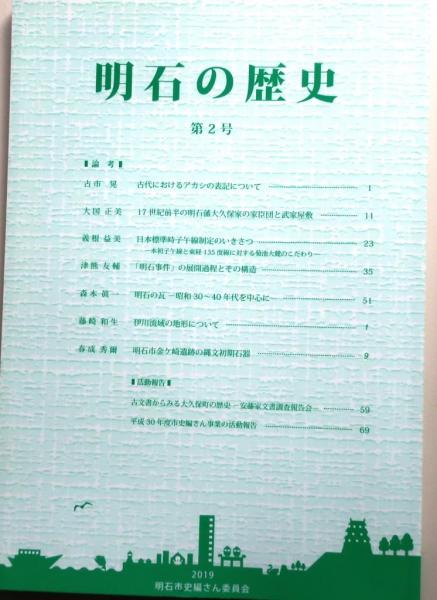 明石の歴史
第2号
▌論 考▐
古市 晃 古代におけるアカシの表記について 1
大国 正美 17世紀前半の明石藩大久保家の家臣団と武家屋敷 11
義根 益美 日本標準時子午線制定のいきさつ 23
―本初子午線と東経135度線に対する菊池大麓のこだわり―
津熊 友輔 「明石事件」の展開過程とその構造 35
森本 眞一 明石の瓦 ―昭和30～40年代を中心に― 51
藤崎 和生 伊川流域の地形について 1
春成 秀爾 明石市金ケ崎遺跡の縄文初期石器 9
▌活動報告▐
古文書からみる大久保町の歴史 ―安藤家文書調査報告会― 59
平成30年度市史編さん事業の活動報告 69
2019
明石市史編さん委員会